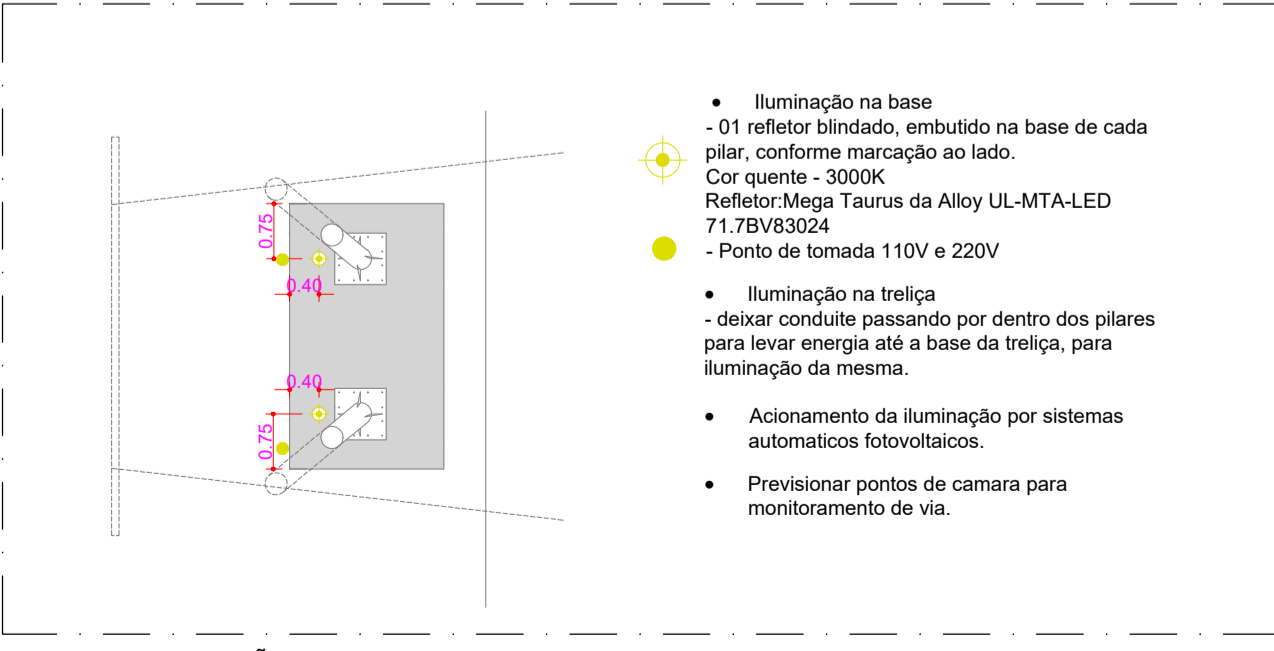 • Iluminação na base
- 01 refletor blindado, embutido na base de cada
pilar, conforme marcação ao lado.
Cor quente - 3000K
Refletor:Mega Taurus da Alloy UL-MTA-LED
71.7BV83024
- Ponto de tomada 110V e 220V
• Iluminação na treliça
- deixar conduite passando por dentro dos pilares
para levar energia até a base da treliça, para
iluminação da mesma.
• Acionamento da iluminação por sistemas
automaticos fotovoltaicos.
• Previsionar pontos de camara para
monitoramento de via.
0.75
0.40
0.40
0.75